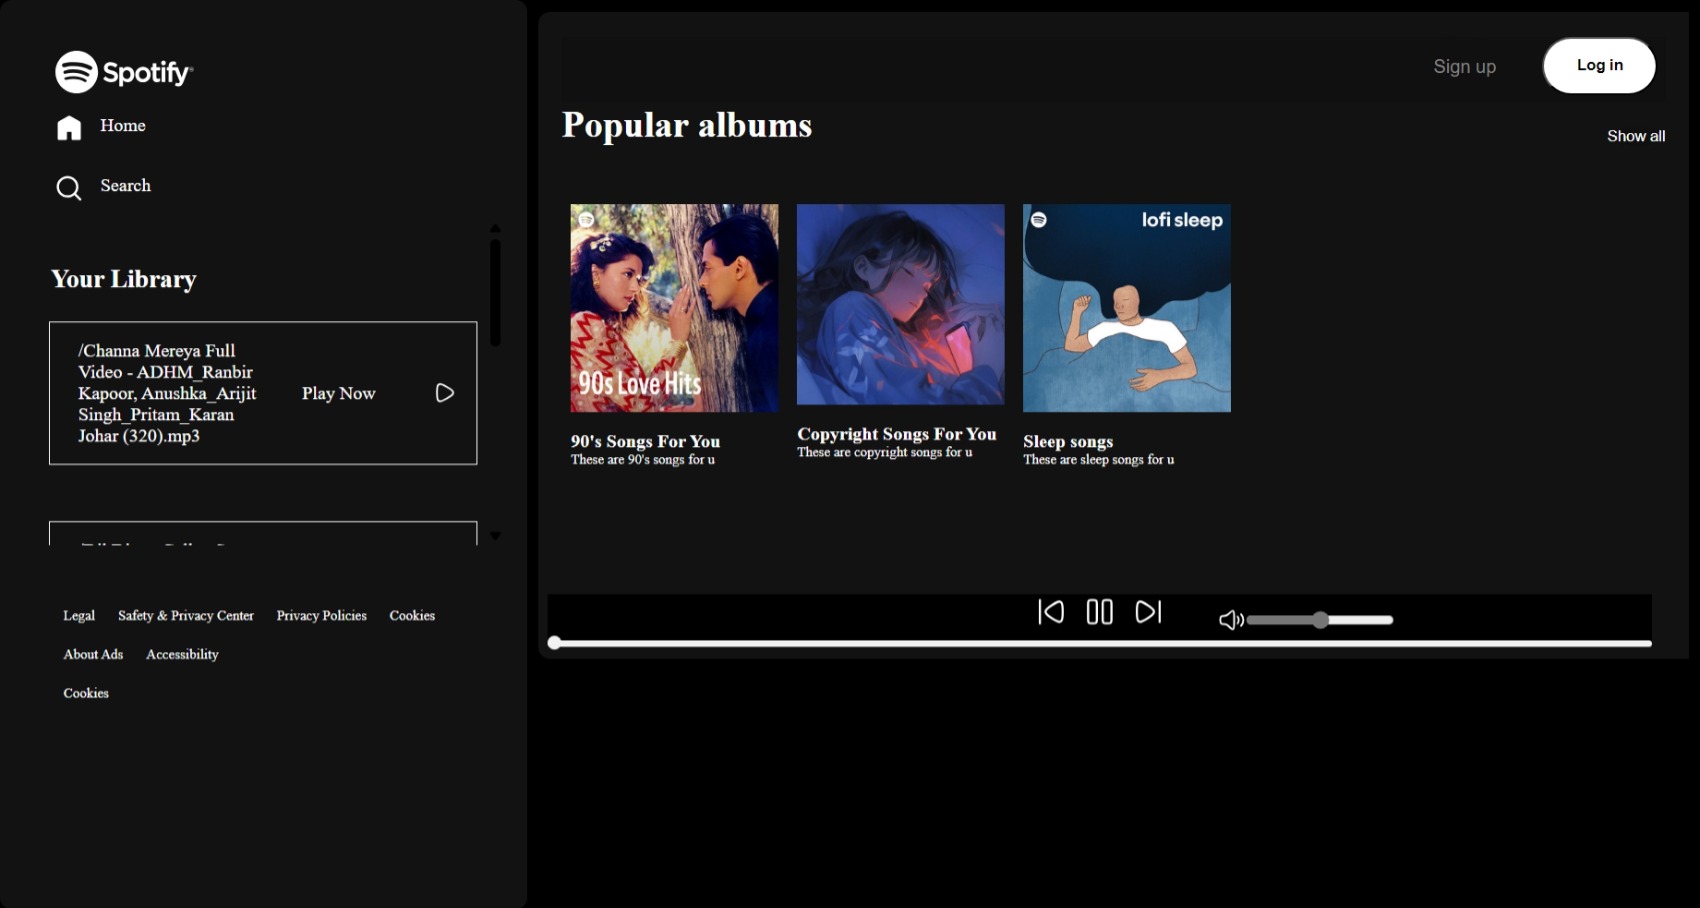 Spotify
Home
Search
Your Library
/Channa Mereya Full
Video - ADHM_Ranbir
Kapoor, Anushka_Arijit
Singh_Pritam_Karan
Johar (320).mp3
Play Now
Legal
Safety & Privacy Center
Privacy Policies
Cookies
About Ads
Accessibility
Cookies
Sign up
Log in
Popular albums
Show all
90s Love Hits
90's Songs For You
These are 90's songs for u
Copyright Songs For You
These are copyright songs for u
lofi sleep
Sleep songs
These are sleep songs for u